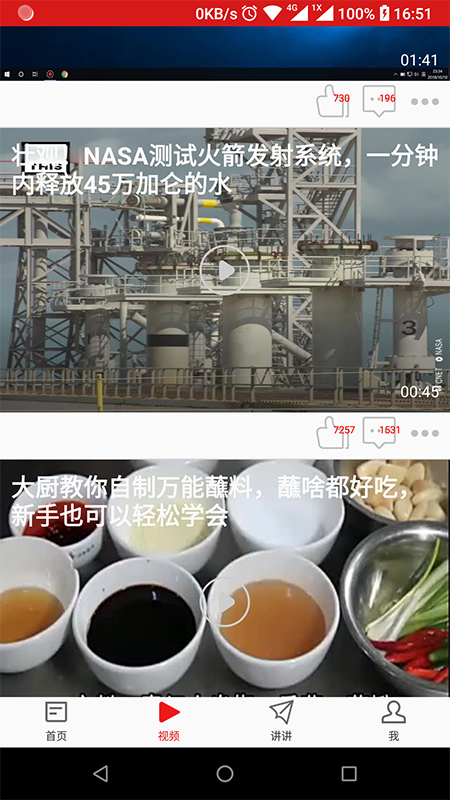 0KB/s 4G 1X 100% 16:51
01:41
730 196
壮观！NASA测试火箭发射系统，一分钟
内释放45万加仑的水
3
CNET NASA
00:45
7257 1531
大厨教你自制万能蘸料，蘸啥都好吃，
新手也可以轻松学会
首页 视频 讲讲 我